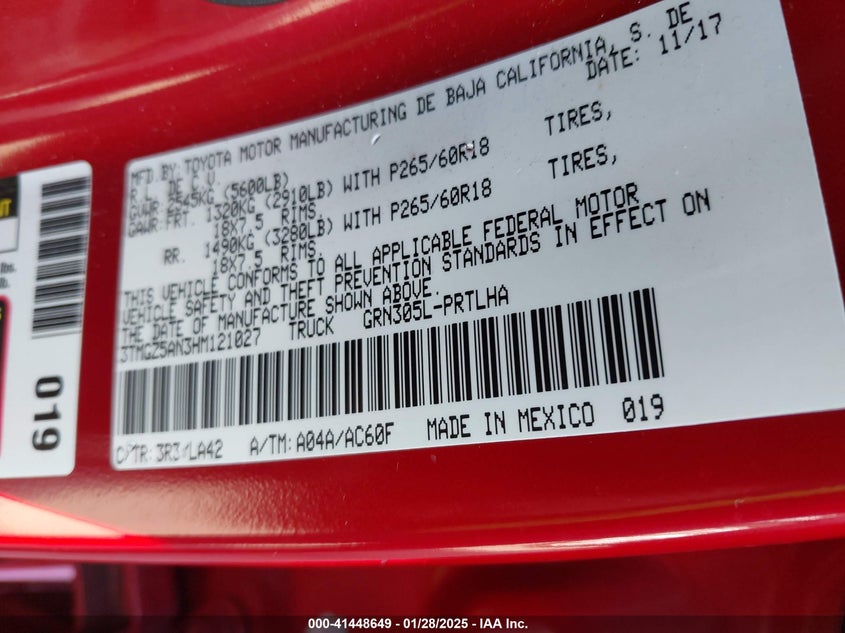 MFD.BY:TOYOTA MOTOR MANUFACTURING DE BAJA CALIFORNIA, S. DE
R.L. DE C.V. DATE: 11/17
GVWR 2545KG (5600LB)
GAWR:FRT. 1320KG (2910LB) WITH P265/60R18 TIRES,
18X7.5 RIMS.
RR. 1490KG (3280LB) WITH P265/60R18 TIRES,
18X7.5 RIMS.
THIS VEHICLE CONFORMS TO ALL APPLICABLE FEDERAL MOTOR
VEHICLE SAFETY AND THEFT PREVENTION STANDARDS IN EFFECT ON
THE DATE OF MANUFACTURE SHOWN ABOVE.
3TMGZ5AN3HM121027 TRUCK GRN305L-PRTLHA
C/TR:3R3/LA42 A/TM:A04A/AC60F MADE IN MEXICO 019
lbs.
lb.
019
000-41448649 | 01/28/2025 - IAA Inc.